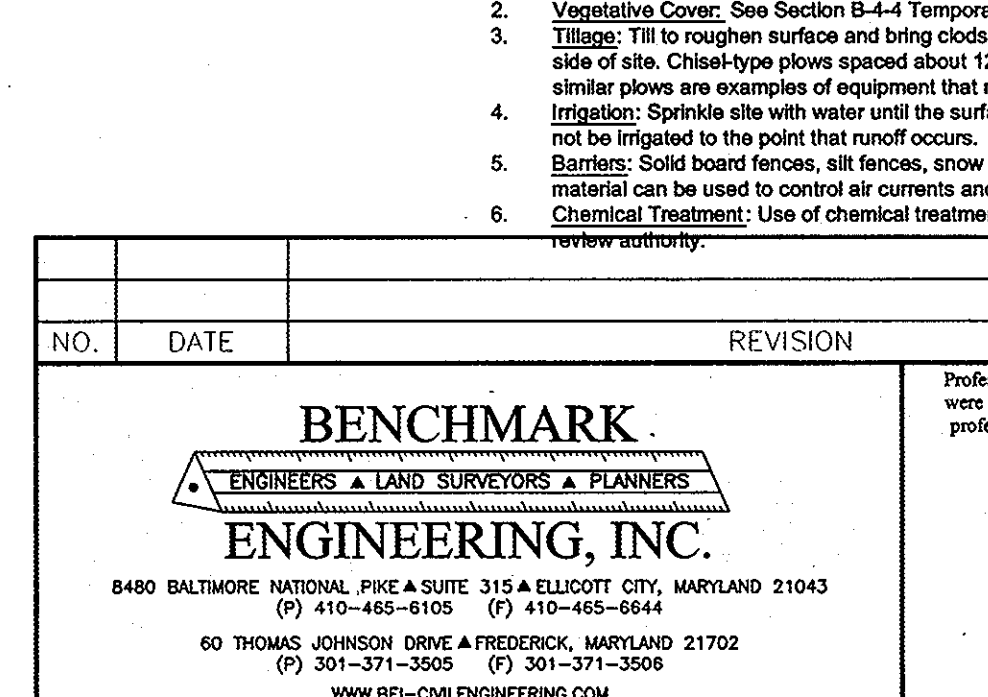 2. Vegetative Cover: See Section B-4-4 Tempora
3. Tillage: Till to roughen surface and bring clods
side of site. Chisel-type plows spaced about 12
similar plows are examples of equipment that
4. Irrigation: Sprinkle site with water until the surfa
not be irrigated to the point that runoff occurs.
5. Barriers: Solid board fences, silt fences, snow
material can be used to control air currents and
6. Chemical Treatment: Use of chemical treatme
review authority.
NO. DATE REVISION
BENCHMARK
ENGINEERS ▲ LAND SURVEYORS ▲ PLANNERS
ENGINEERING, INC.
8480 BALTIMORE NATIONAL PIKE ▲ SUITE 315 ▲ ELLICOTT CITY, MARYLAND 21043
(P) 410-465-6105 (F) 410-465-6644
60 THOMAS JOHNSON DRIVE ▲ FREDERICK, MARYLAND 21702
(P) 301-371-3505 (F) 301-371-3506
WWW.BEI-CIVILENGINEERING.COM
Profe
were
profe